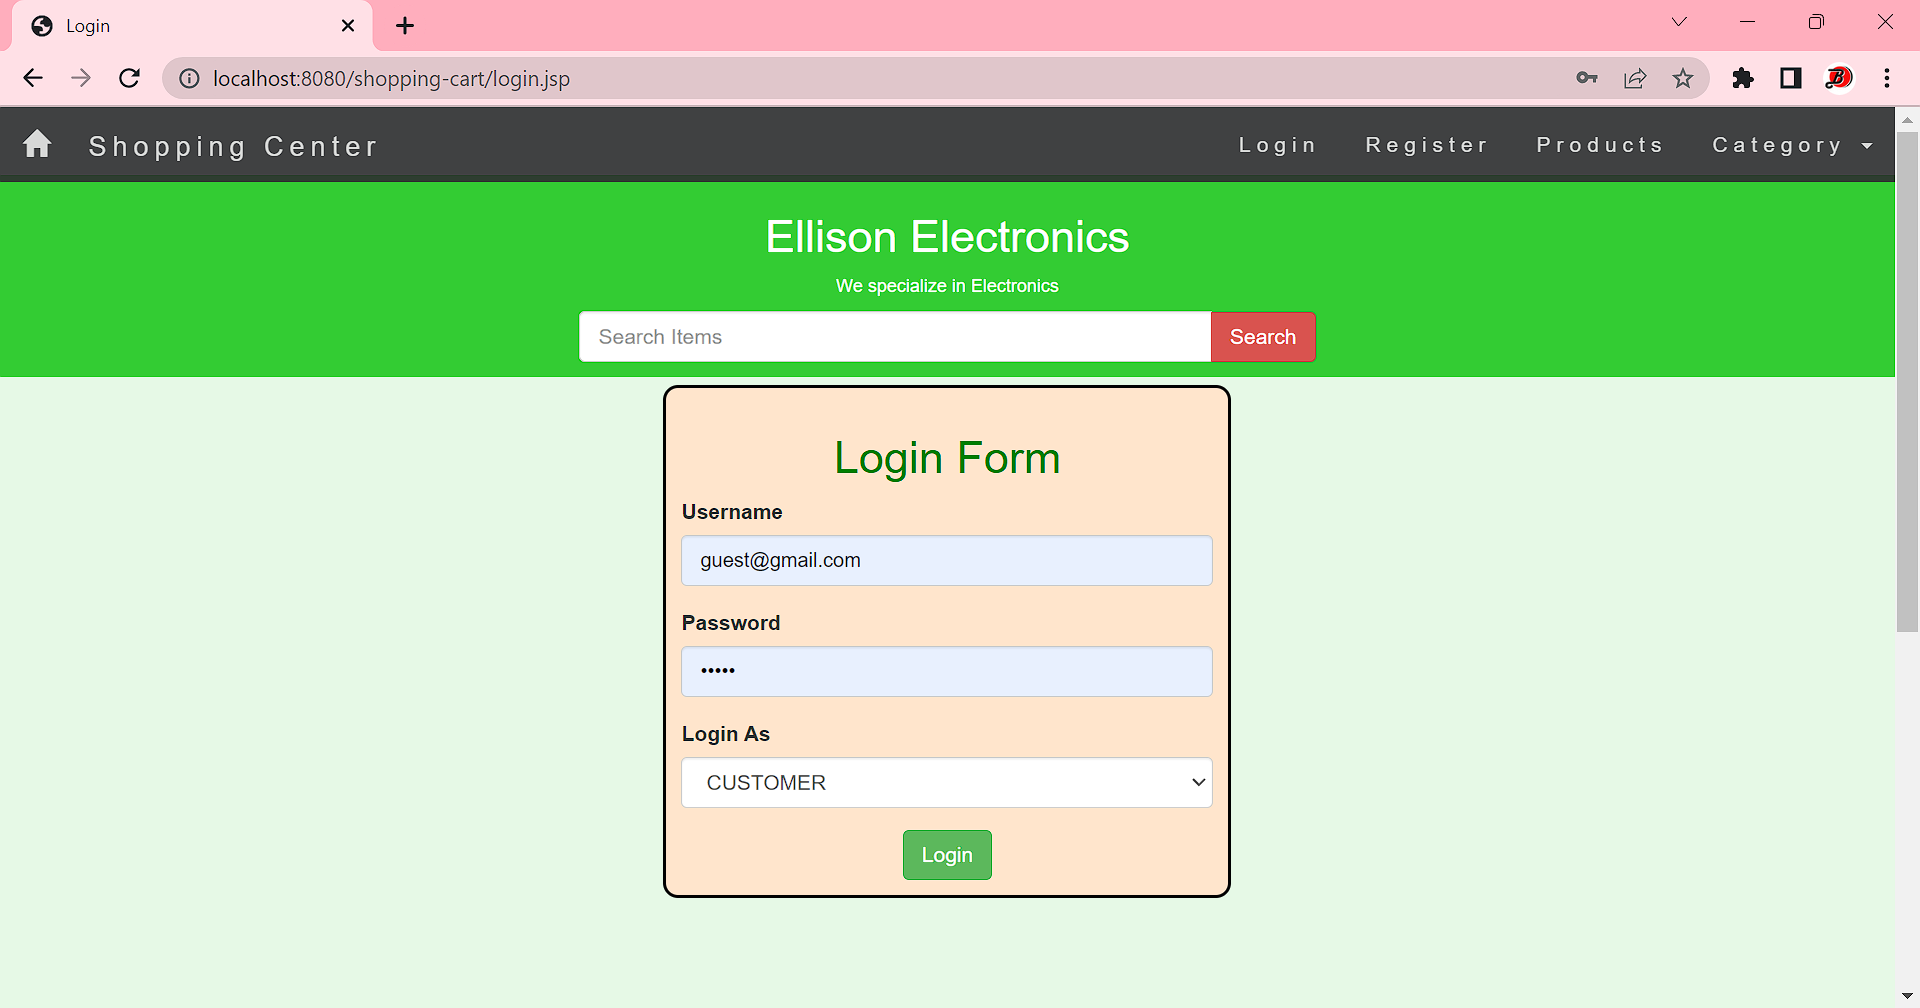 Login
localhost:8080/shopping-cart/login.jsp
Shopping Center
Login Register Products Category
Ellison Electronics
We specialize in Electronics
Search Items Search
Login Form
Username
guest@gmail.com
Password
•••••
Login As
CUSTOMER
Login